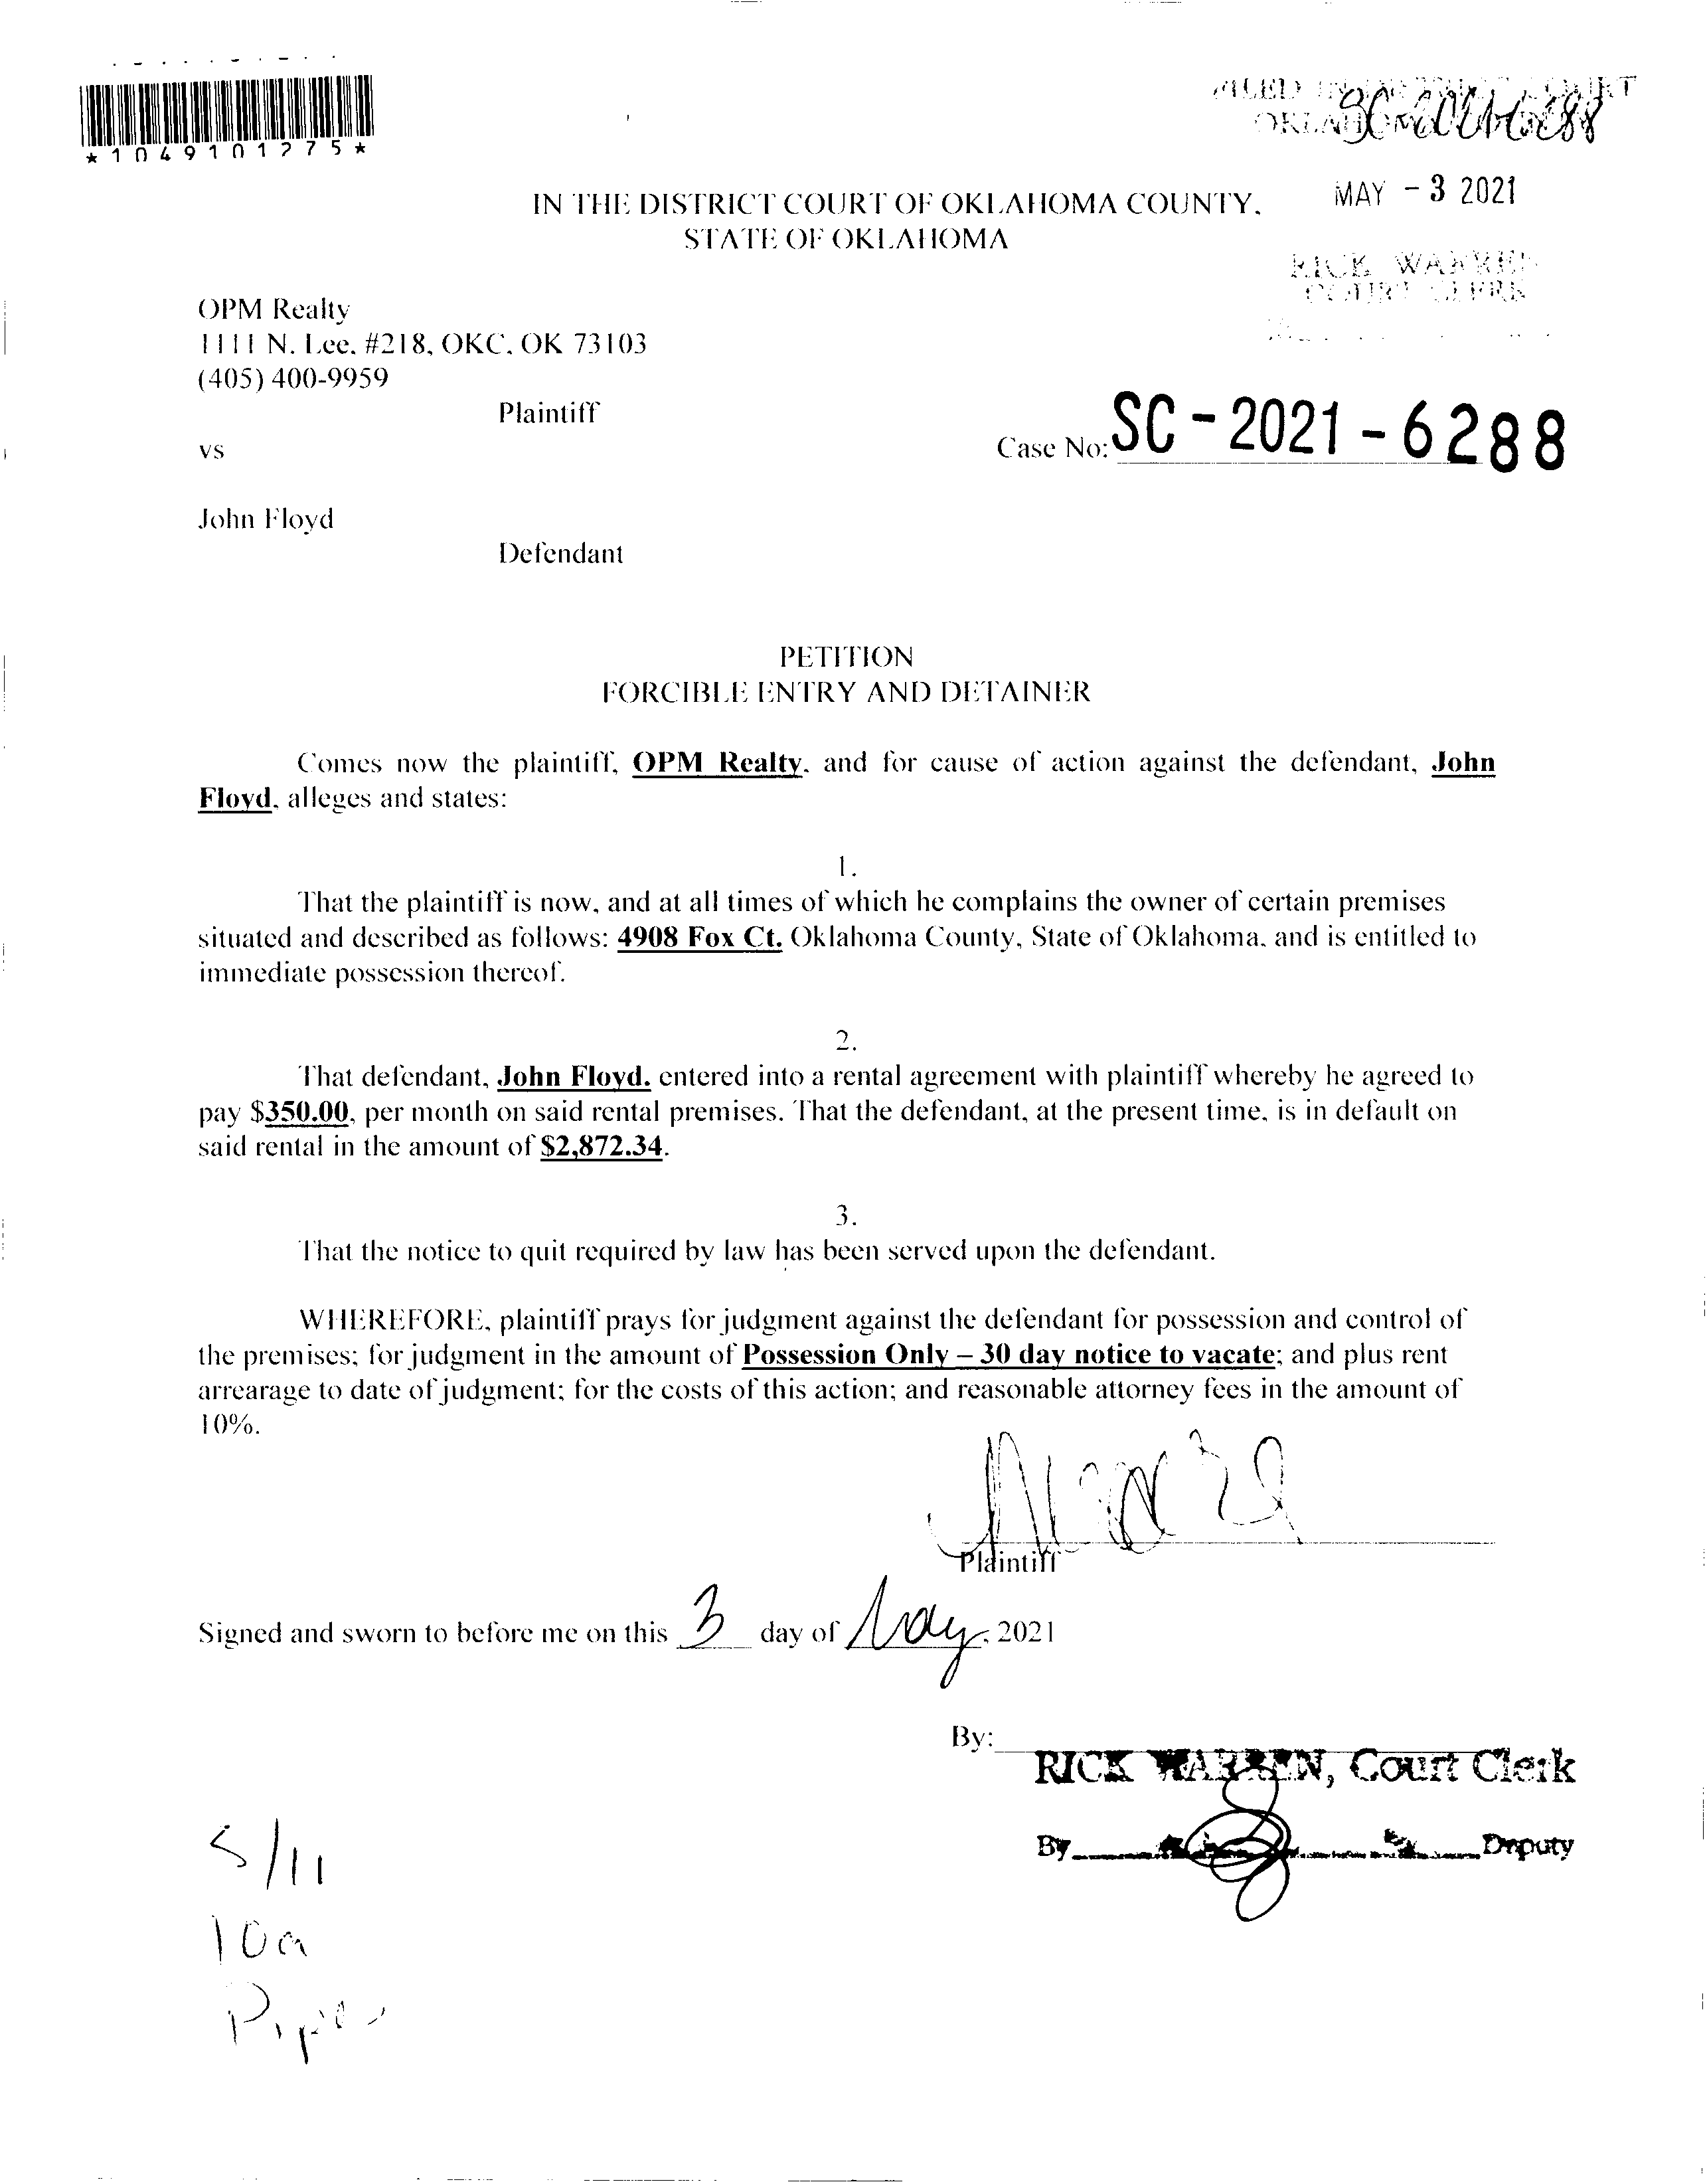 *1049101275*
FILED IN DISTRICT COURT
OKLAHOMA
SC-2021-6288
MAY - 3 2021
RICK WARREN
COURT CLERK
IN THE DISTRICT COURT OF OKLAHOMA COUNTY,
STATE OF OKLAHOMA
OPM Realty
1111 N. Lee, #218, OKC, OK 73103
(405) 400-9959
Plaintiff
vs
Case No: SC-2021-6288
John Floyd
Defendant
PETITION
FORCIBLE ENTRY AND DETAINER
Comes now the plaintiff, OPM Realty, and for cause of action against the defendant, John
Floyd, alleges and states:
1.
That the plaintiff is now, and at all times of which he complains the owner of certain premises
situated and described as follows: 4908 Fox Ct. Oklahoma County, State of Oklahoma, and is entitled to
immediate possession thereof.
2.
That defendant, John Floyd, entered into a rental agreement with plaintiff whereby he agreed to
pay $350.00, per month on said rental premises. That the defendant, at the present time, is in default on
said rental in the amount of $2,872.34.
3.
That the notice to quit required by law has been served upon the defendant.
WHEREFORE, plaintiff prays for judgment against the defendant for possession and control of
the premises; for judgment in the amount of Possession Only – 30 day notice to vacate; and plus rent
arrearage to date of judgment; for the costs of this action; and reasonable attorney fees in the amount of
10%.
Plaintiff
Signed and sworn to before me on this 3 day of May, 2021
By:
RICK WARREN, Court Clerk
By Deputy
5/11
10a